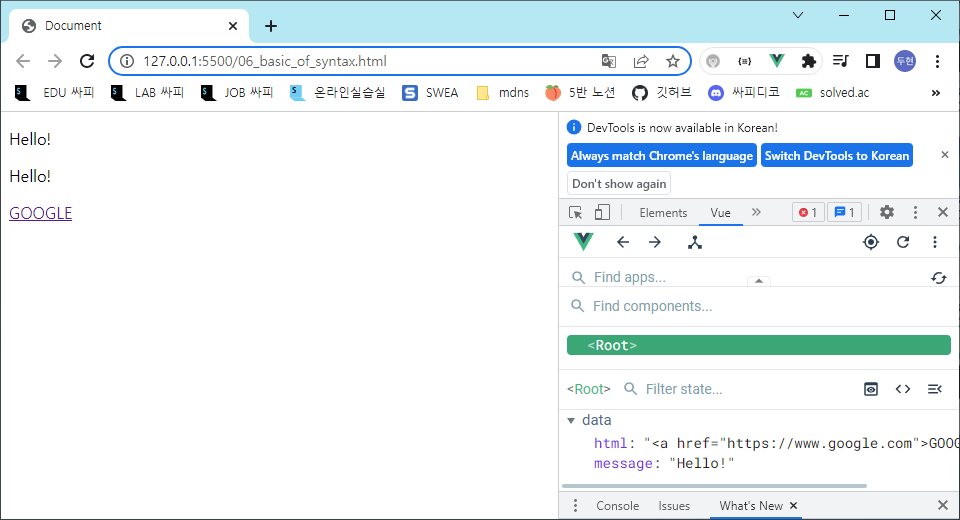 Document
127.0.0.1:5500/06_basic_of_syntax.html
두현
EDU 싸피 LAB 싸피 JOB 싸피 온라인실습실 SWEA mdns 5반 노션 깃허브 싸피디코 solved.ac
Hello!
Hello!
GOOGLE
DevTools is now available in Korean!
Always match Chrome's language Switch DevTools to Korean
Don't show again
Elements Vue 1 1
Find apps...
Find components...
<Root>
<Root> Filter state...
data
html: "<a href="https://www.google.com">GOO
message: "Hello!"
Console Issues What's New